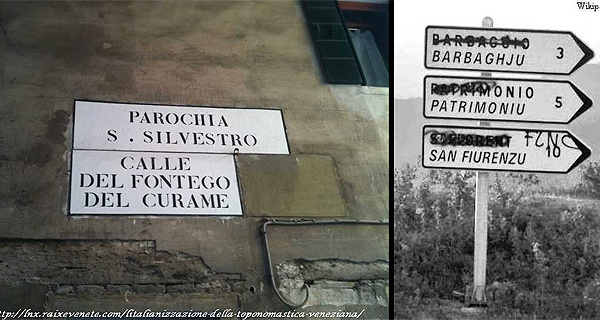 PAROCHIA
S. SILVESTRO
CALLE
DEL FONTEGO
DEL CURAME
http://lnx.raixevenete.com/litalianizzazione-della-toponomastica-veneziana/
Wikip
BARBAGGIO 3
BARBAGHJU
PATRIMONIO 5
PATRIMONIU
FLNC
SAN FIURENZU 10